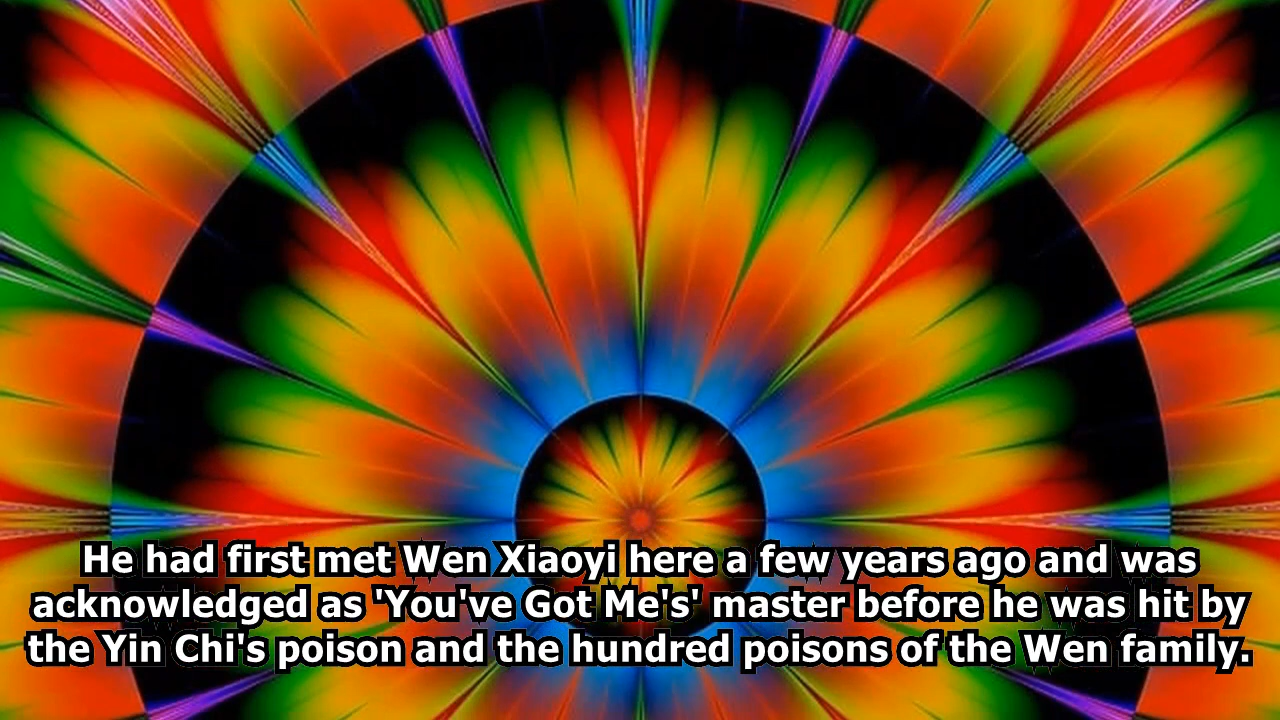 He had first met Wen Xiaoyi here a few years ago and was
acknowledged as 'You've Got Me's' master before he was hit by
the Yin Chi's poison and the hundred poisons of the Wen family.